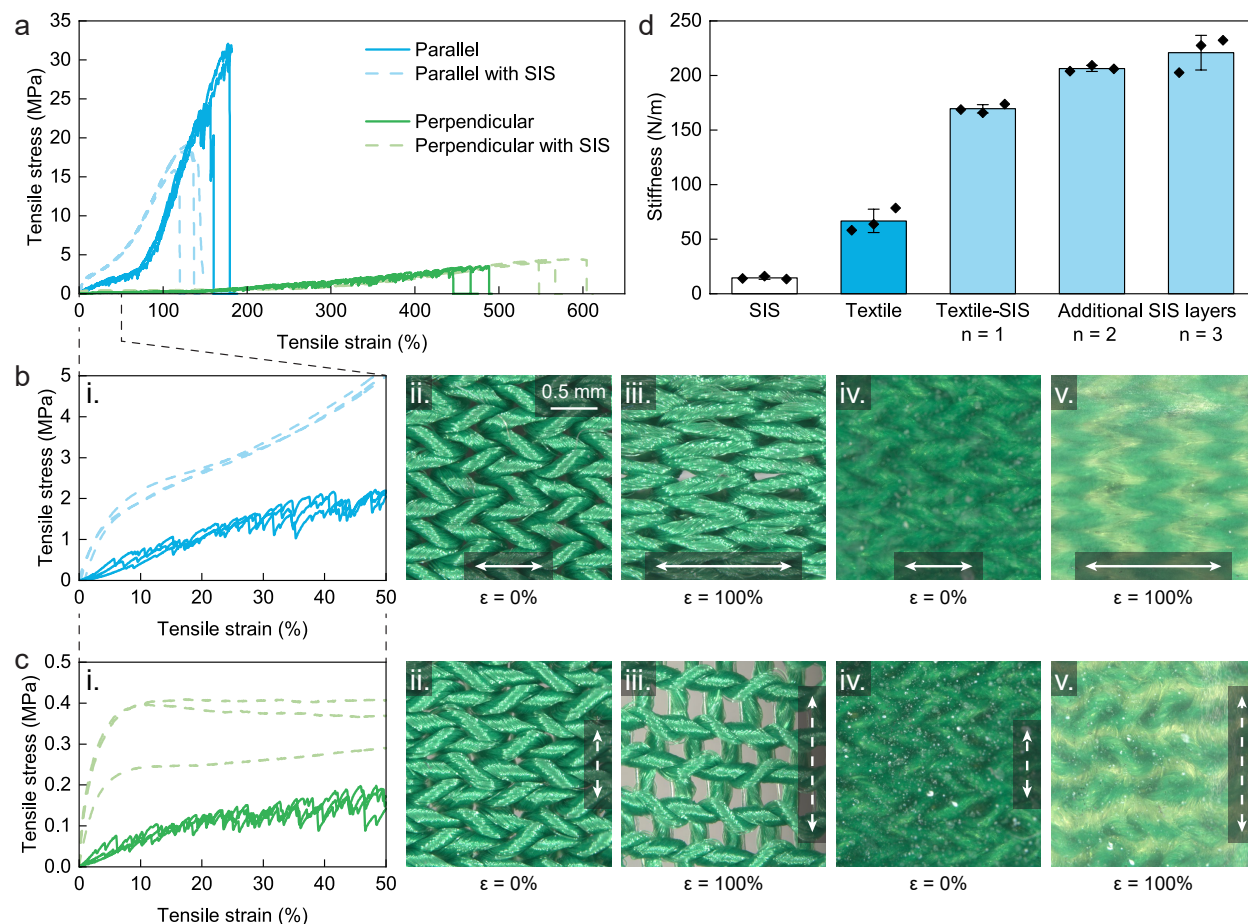 a
35
30
25
20
15
10
5
0
Tensile stress (MPa)
Parallel
Parallel with SIS
Perpendicular
Perpendicular with SIS
0 100 200 300 400 500 600
Tensile strain (%)
d
250
200
150
100
50
0
Stiffness (N/m)
SIS Textile Textile-SIS Additional SIS layers
n = 1 n = 2 n = 3
b
i.
5
4
3
2
1
0
Tensile stress (MPa)
0 10 20 30 40 50
Tensile strain (%)
ii. 0.5 mm
ε = 0%
iii.
ε = 100%
iv.
ε = 0%
v.
ε = 100%
c
i.
0.5
0.4
0.3
0.2
0.1
0.0
Tensile stress (MPa)
0 10 20 30 40 50
Tensile strain (%)
ii.
ε = 0%
iii.
ε = 100%
iv.
ε = 0%
v.
ε = 100%